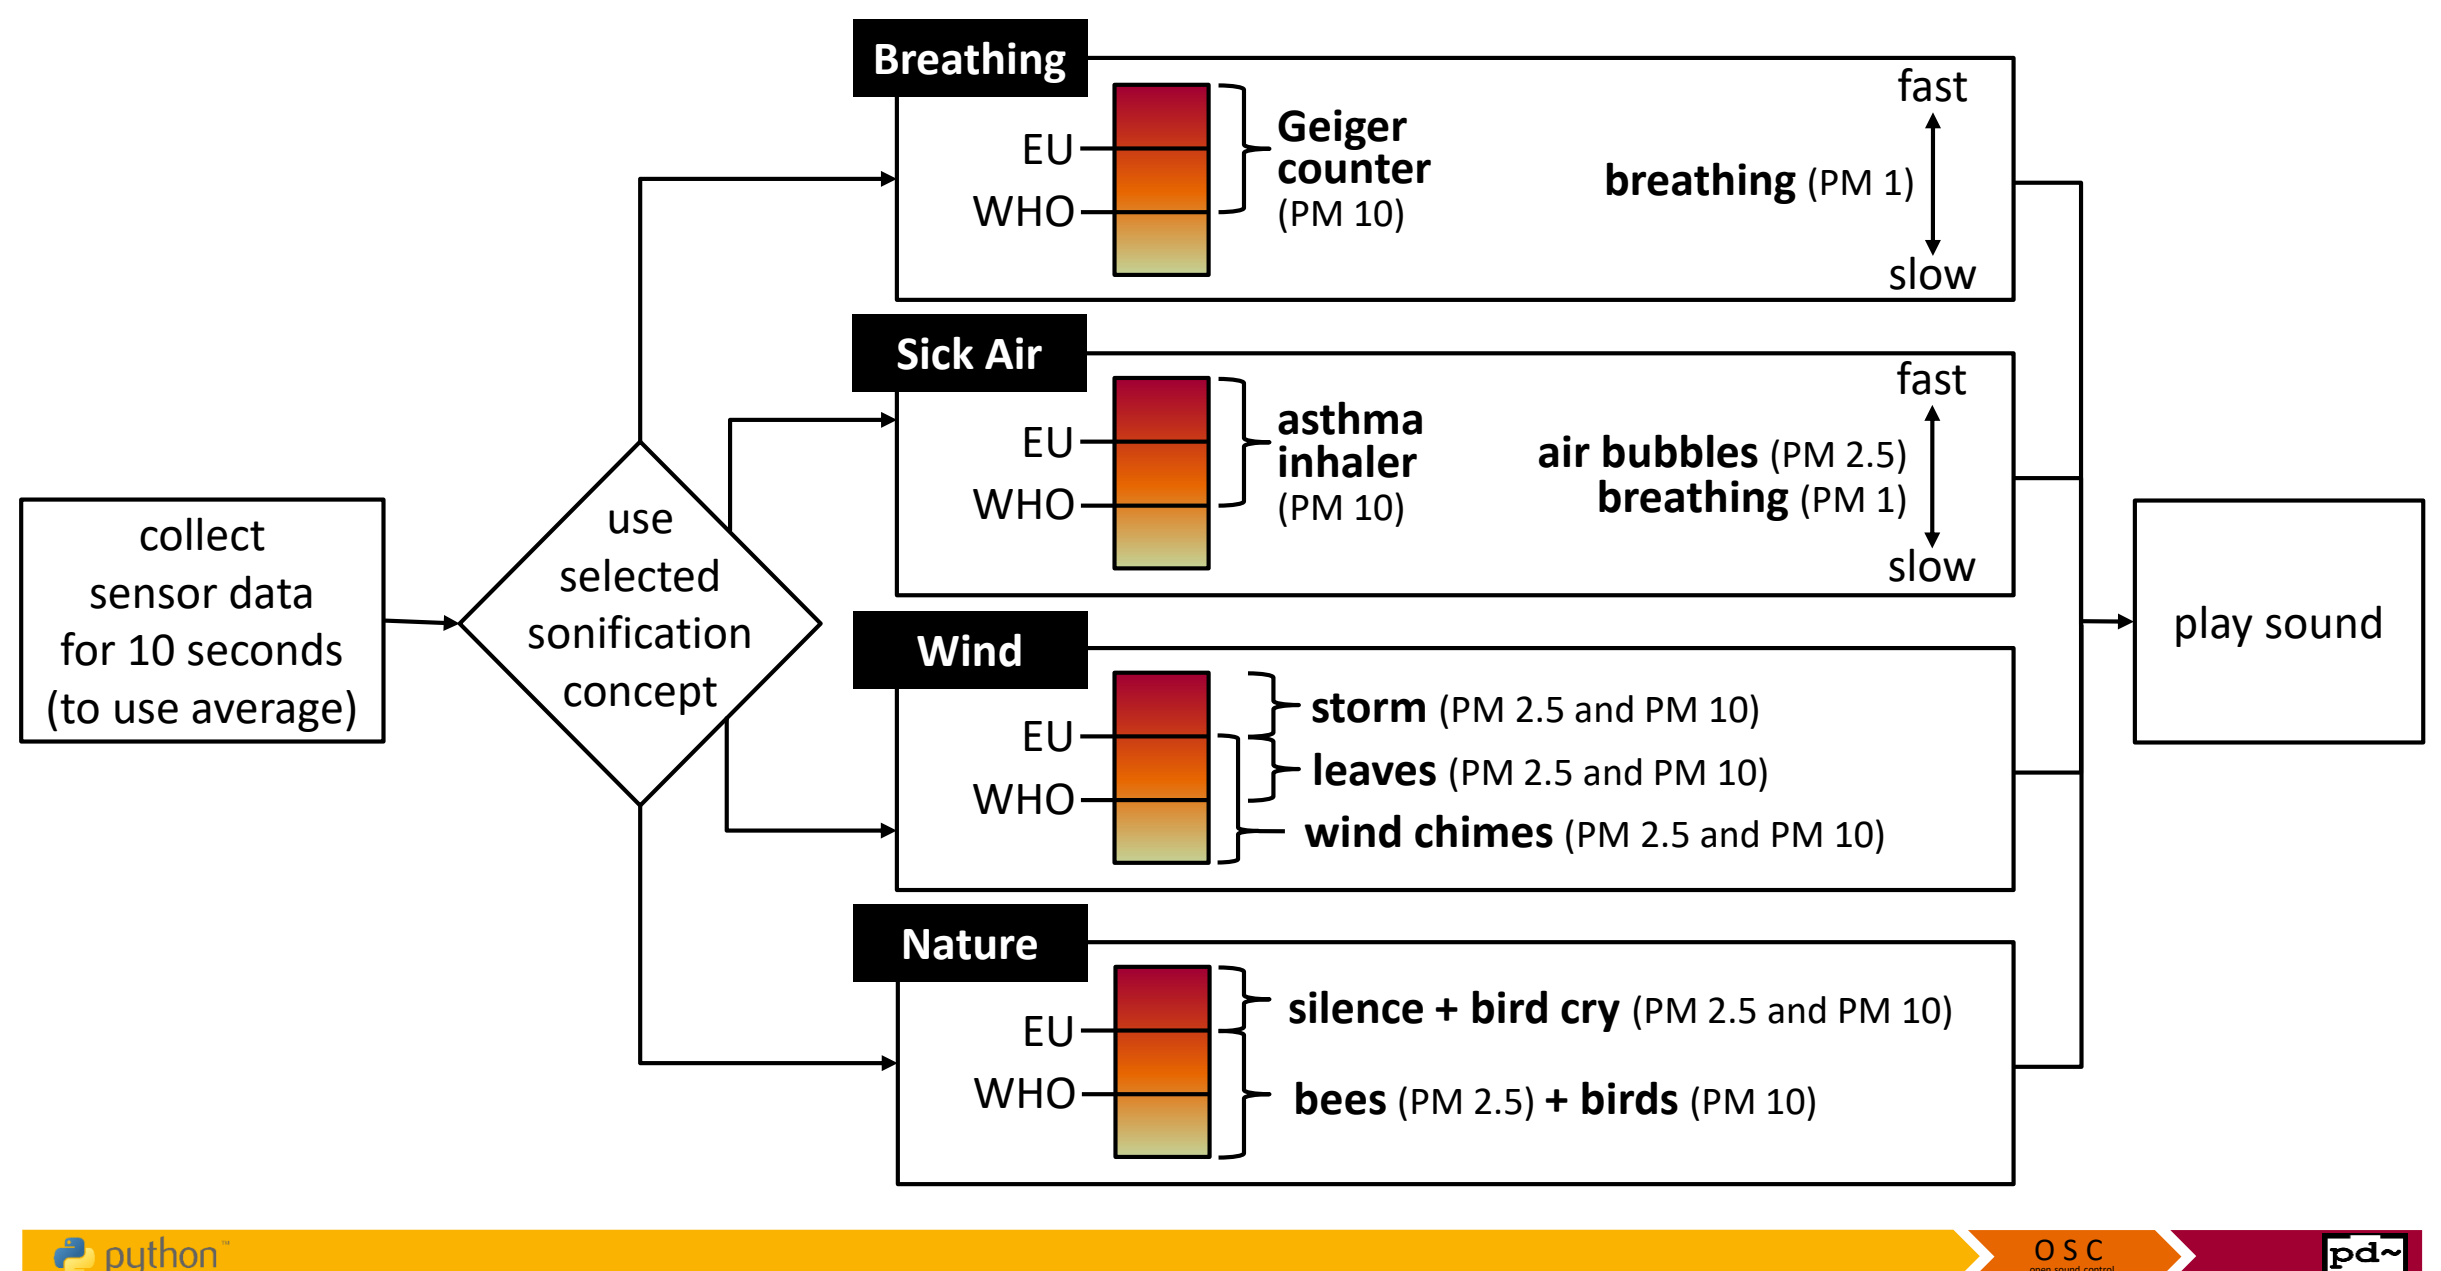 collect
sensor data
for 10 seconds
(to use average)
use
selected
sonification
concept
Breathing
EU
WHO
Geiger
counter
(PM 10)
breathing (PM 1)
fast
slow
Sick Air
EU
WHO
asthma
inhaler
(PM 10)
air bubbles (PM 2.5)
breathing (PM 1)
fast
slow
Wind
EU
WHO
storm (PM 2.5 and PM 10)
leaves (PM 2.5 and PM 10)
wind chimes (PM 2.5 and PM 10)
Nature
EU
WHO
silence + bird cry (PM 2.5 and PM 10)
bees (PM 2.5) + birds (PM 10)
play sound
python™
OSC
open sound control
pd~